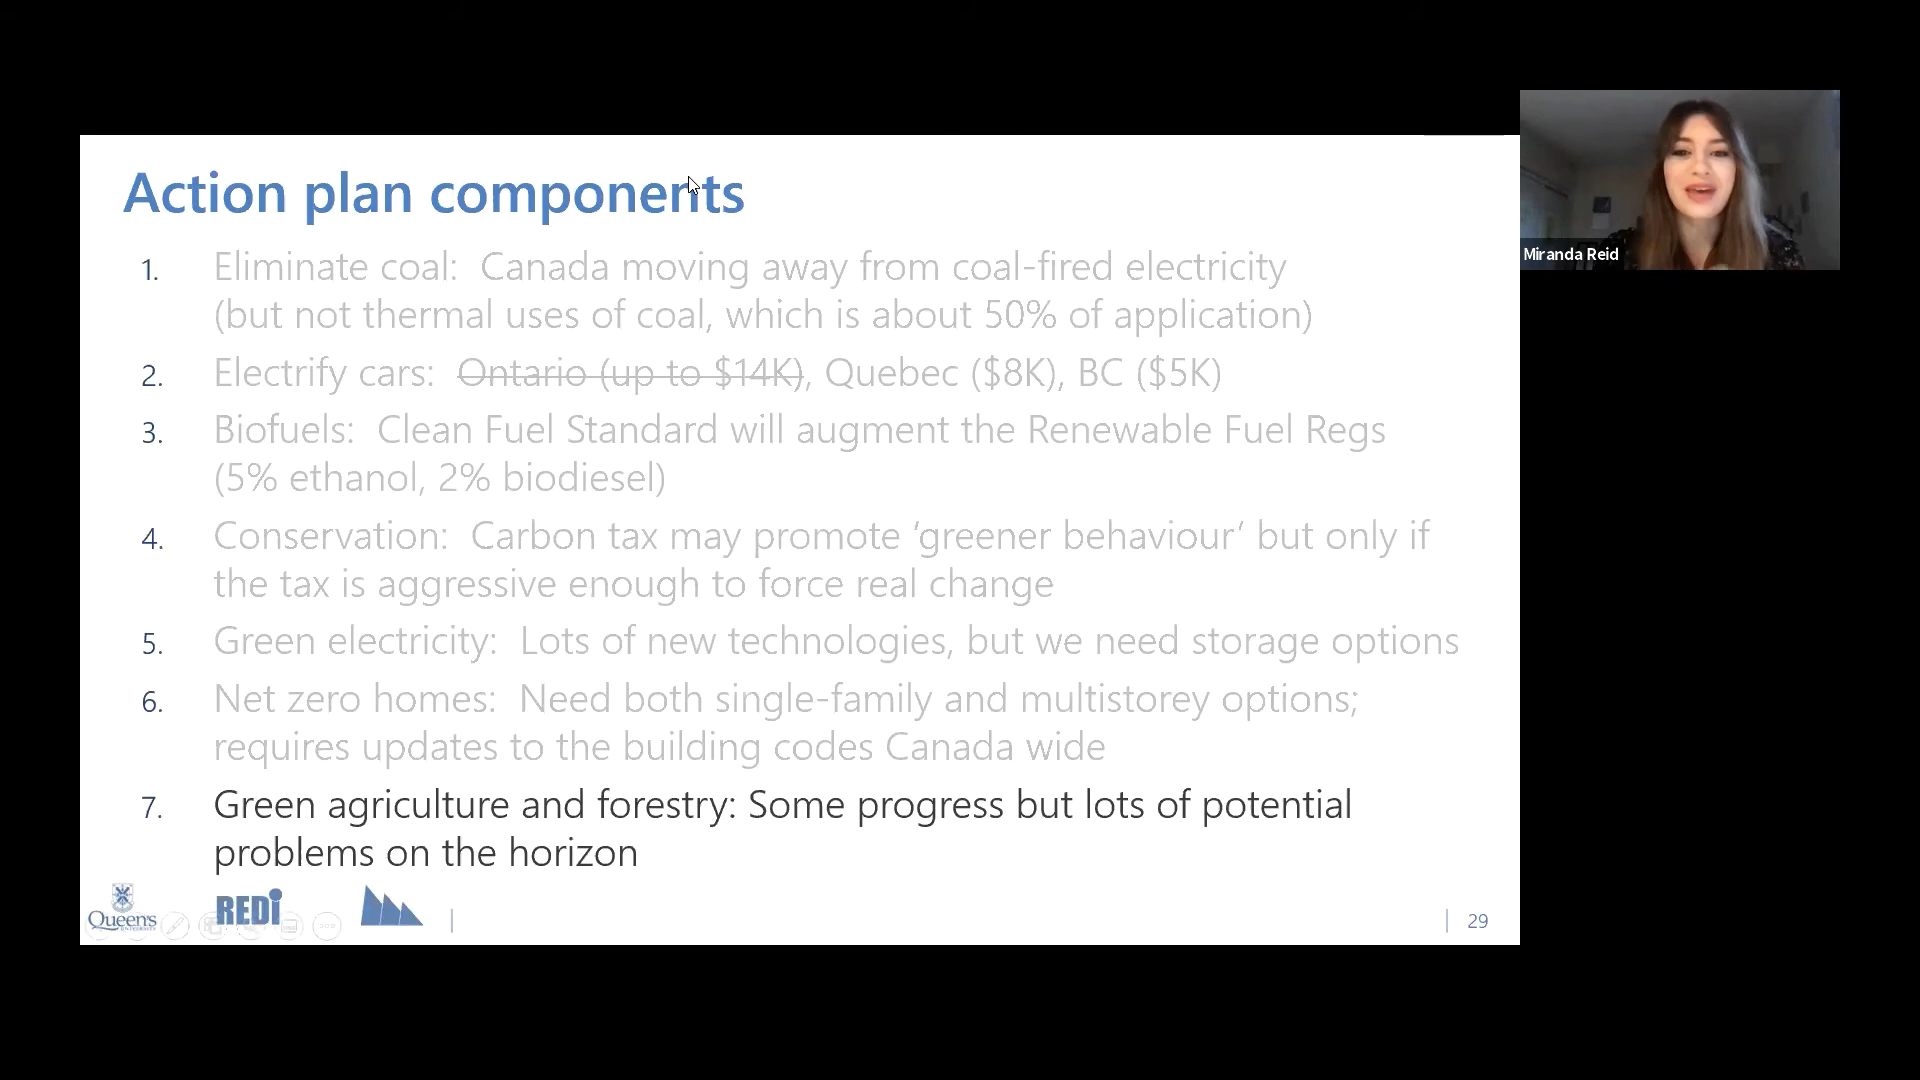 Action plan components
1. Eliminate coal: Canada moving away from coal-fired electricity
(but not thermal uses of coal, which is about 50% of application)
2. Electrify cars: Ontario (up to $14K), Quebec ($8K), BC ($5K)
3. Biofuels: Clean Fuel Standard will augment the Renewable Fuel Regs
(5% ethanol, 2% biodiesel)
4. Conservation: Carbon tax may promote ‘greener behaviour’ but only if
the tax is aggressive enough to force real change
5. Green electricity: Lots of new technologies, but we need storage options
6. Net zero homes: Need both single-family and multistorey options;
requires updates to the building codes Canada wide
7. Green agriculture and forestry: Some progress but lots of potential
problems on the horizon
Queen's
UNIVERSITY
REDi
29
Miranda Reid